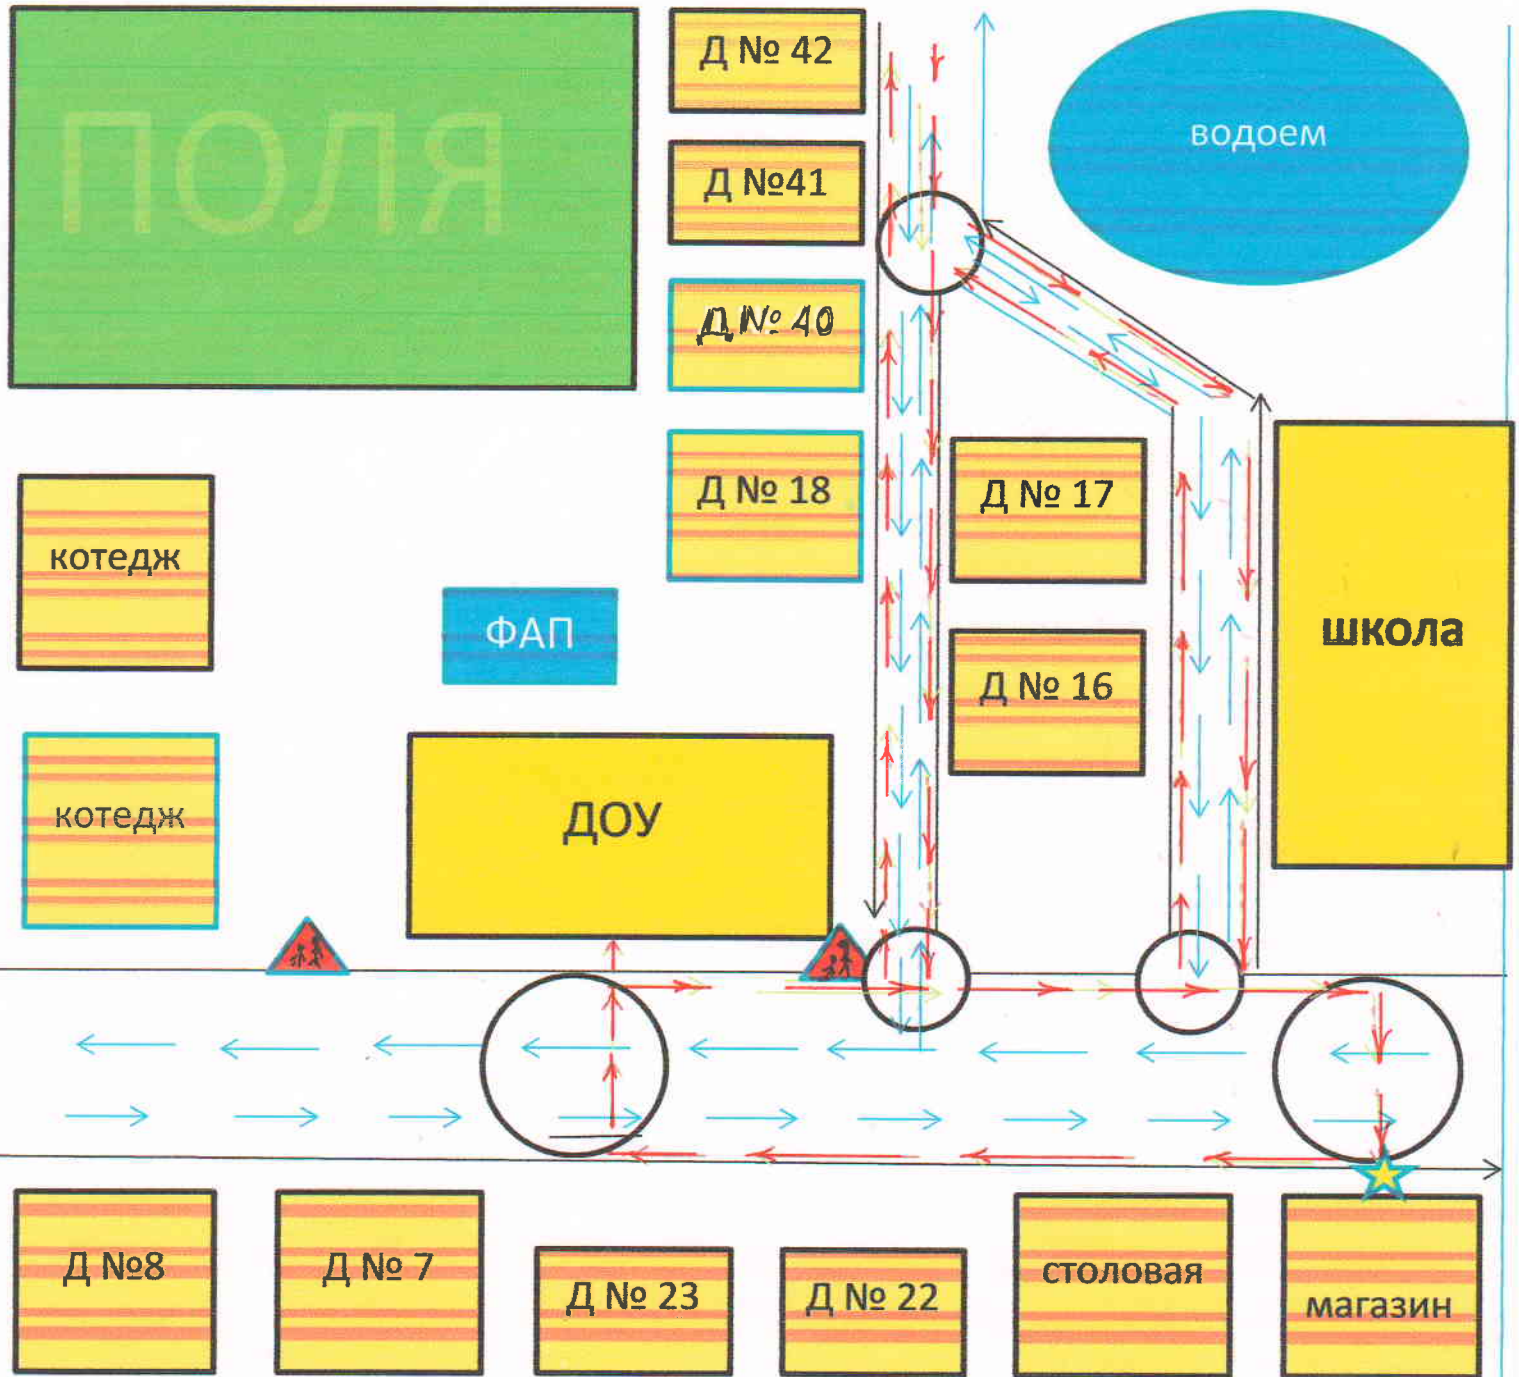 ПОЛЯ
Д № 42
водоем
Д №41
Д № 40
Д № 18
Д № 17
котедж
ФАП
школа
Д № 16
котедж
ДОУ
Д №8
Д № 7
Д № 23
Д № 22
столовая
магазин